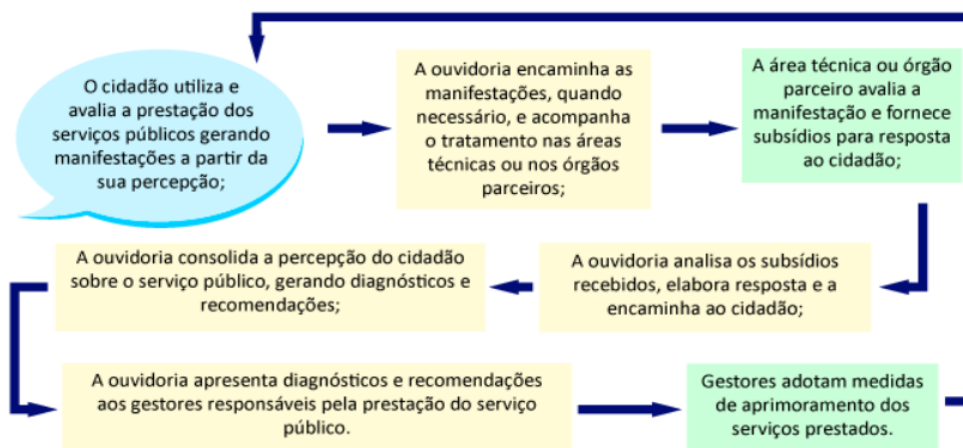 O cidadão utiliza e
avalia a prestação dos
serviços públicos gerando
manifestações a partir da
sua percepção;
A ouvidoria encaminha as
manifestações, quando
necessário, e acompanha
o tratamento nas áreas
técnicas ou nos órgãos
parceiros;
A área técnica ou órgão
parceiro avalia a
manifestação e fornece
subsídios para resposta
ao cidadão;
A ouvidoria analisa os subsídios
recebidos, elabora resposta e a
encaminha ao cidadão;
A ouvidoria consolida a percepção do cidadão
sobre o serviço público, gerando diagnósticos e
recomendações;
A ouvidoria apresenta diagnósticos e recomendações
aos gestores responsáveis pela prestação do serviço
público.
Gestores adotam medidas
de aprimoramento dos
serviços prestados.